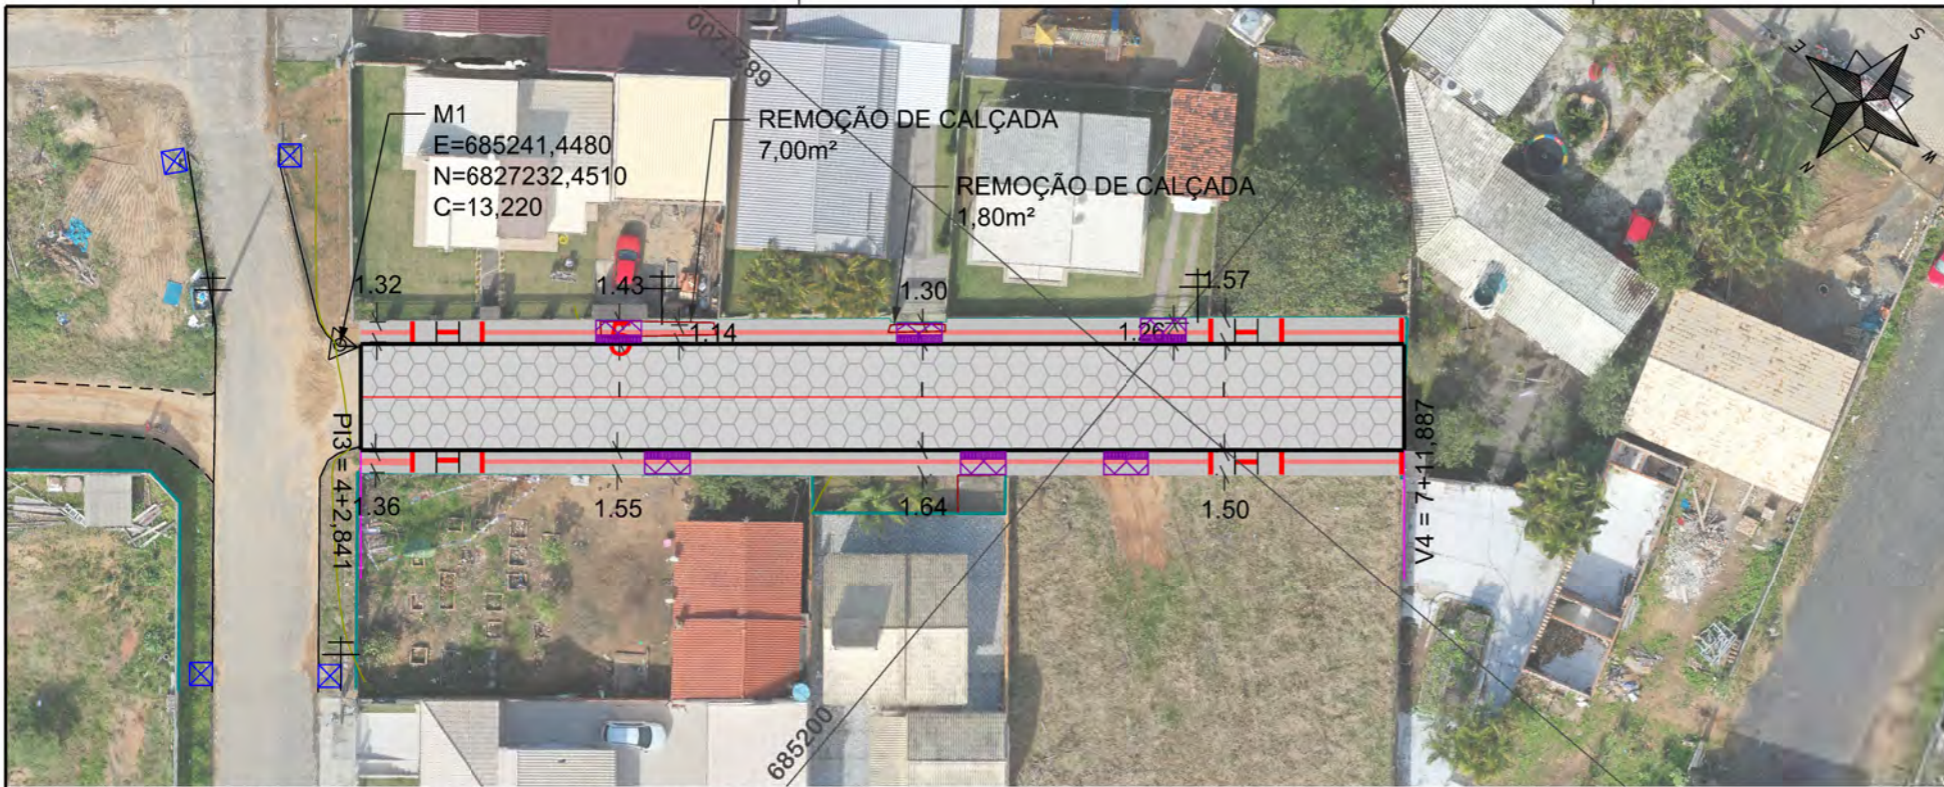 6827200
M1
E=685241,4480
N=6827232,4510
C=13,220
REMOÇÃO DE CALÇADA
7,00m²
REMOÇÃO DE CALÇADA
1,80m²
S
E
N
W
1.32
1.43
1.30
1.57
1.14
1.26
PI3 = 4+2,841
V4 = 7+11,887
1.36
1.55
1.64
1.50
685200